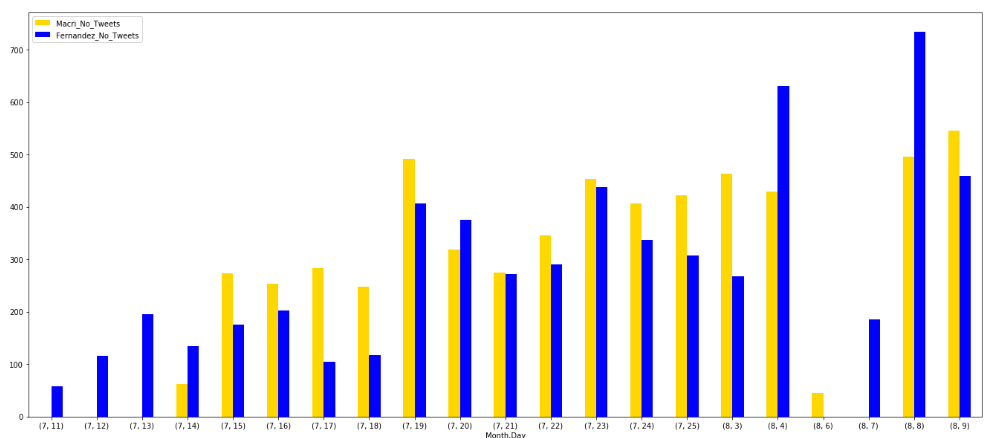 Macri_No_Tweets
Fernandez_No_Tweets
700
600
500
400
300
200
100
0
(7, 11) (7, 12) (7, 13) (7, 14) (7, 15) (7, 16) (7, 17) (7, 18) (7, 19) (7, 20) (7, 21) (7, 22) (7, 23) (7, 24) (7, 25) (8, 3) (8, 4) (8, 6) (8, 7) (8, 8) (8, 9)
Month,Day